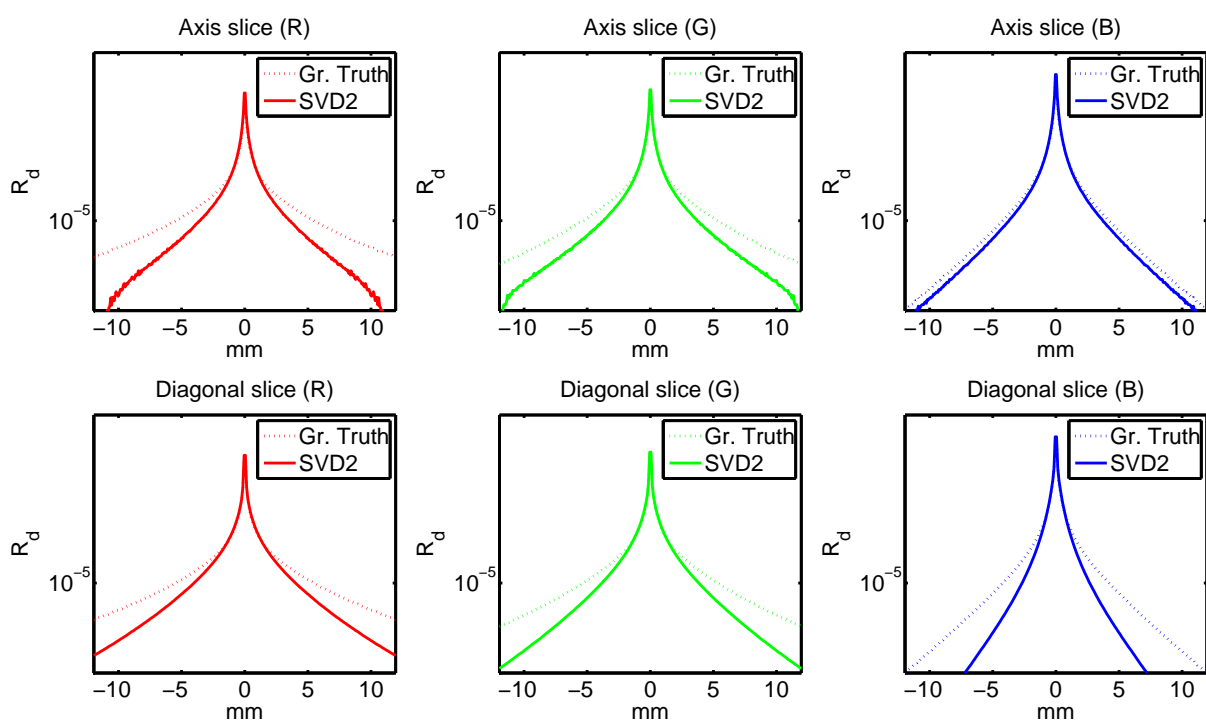 Axis slice (R)
Gr. Truth
SVD2
R_d
10^−5
−10 −5 0 5 10
mm
Axis slice (G)
Gr. Truth
SVD2
R_d
10^−5
−10 −5 0 5 10
mm
Axis slice (B)
Gr. Truth
SVD2
R_d
10^−5
−10 −5 0 5 10
mm
Diagonal slice (R)
Gr. Truth
SVD2
R_d
10^−5
−10 −5 0 5 10
mm
Diagonal slice (G)
Gr. Truth
SVD2
R_d
10^−5
−10 −5 0 5 10
mm
Diagonal slice (B)
Gr. Truth
SVD2
R_d
10^−5
−10 −5 0 5 10
mm